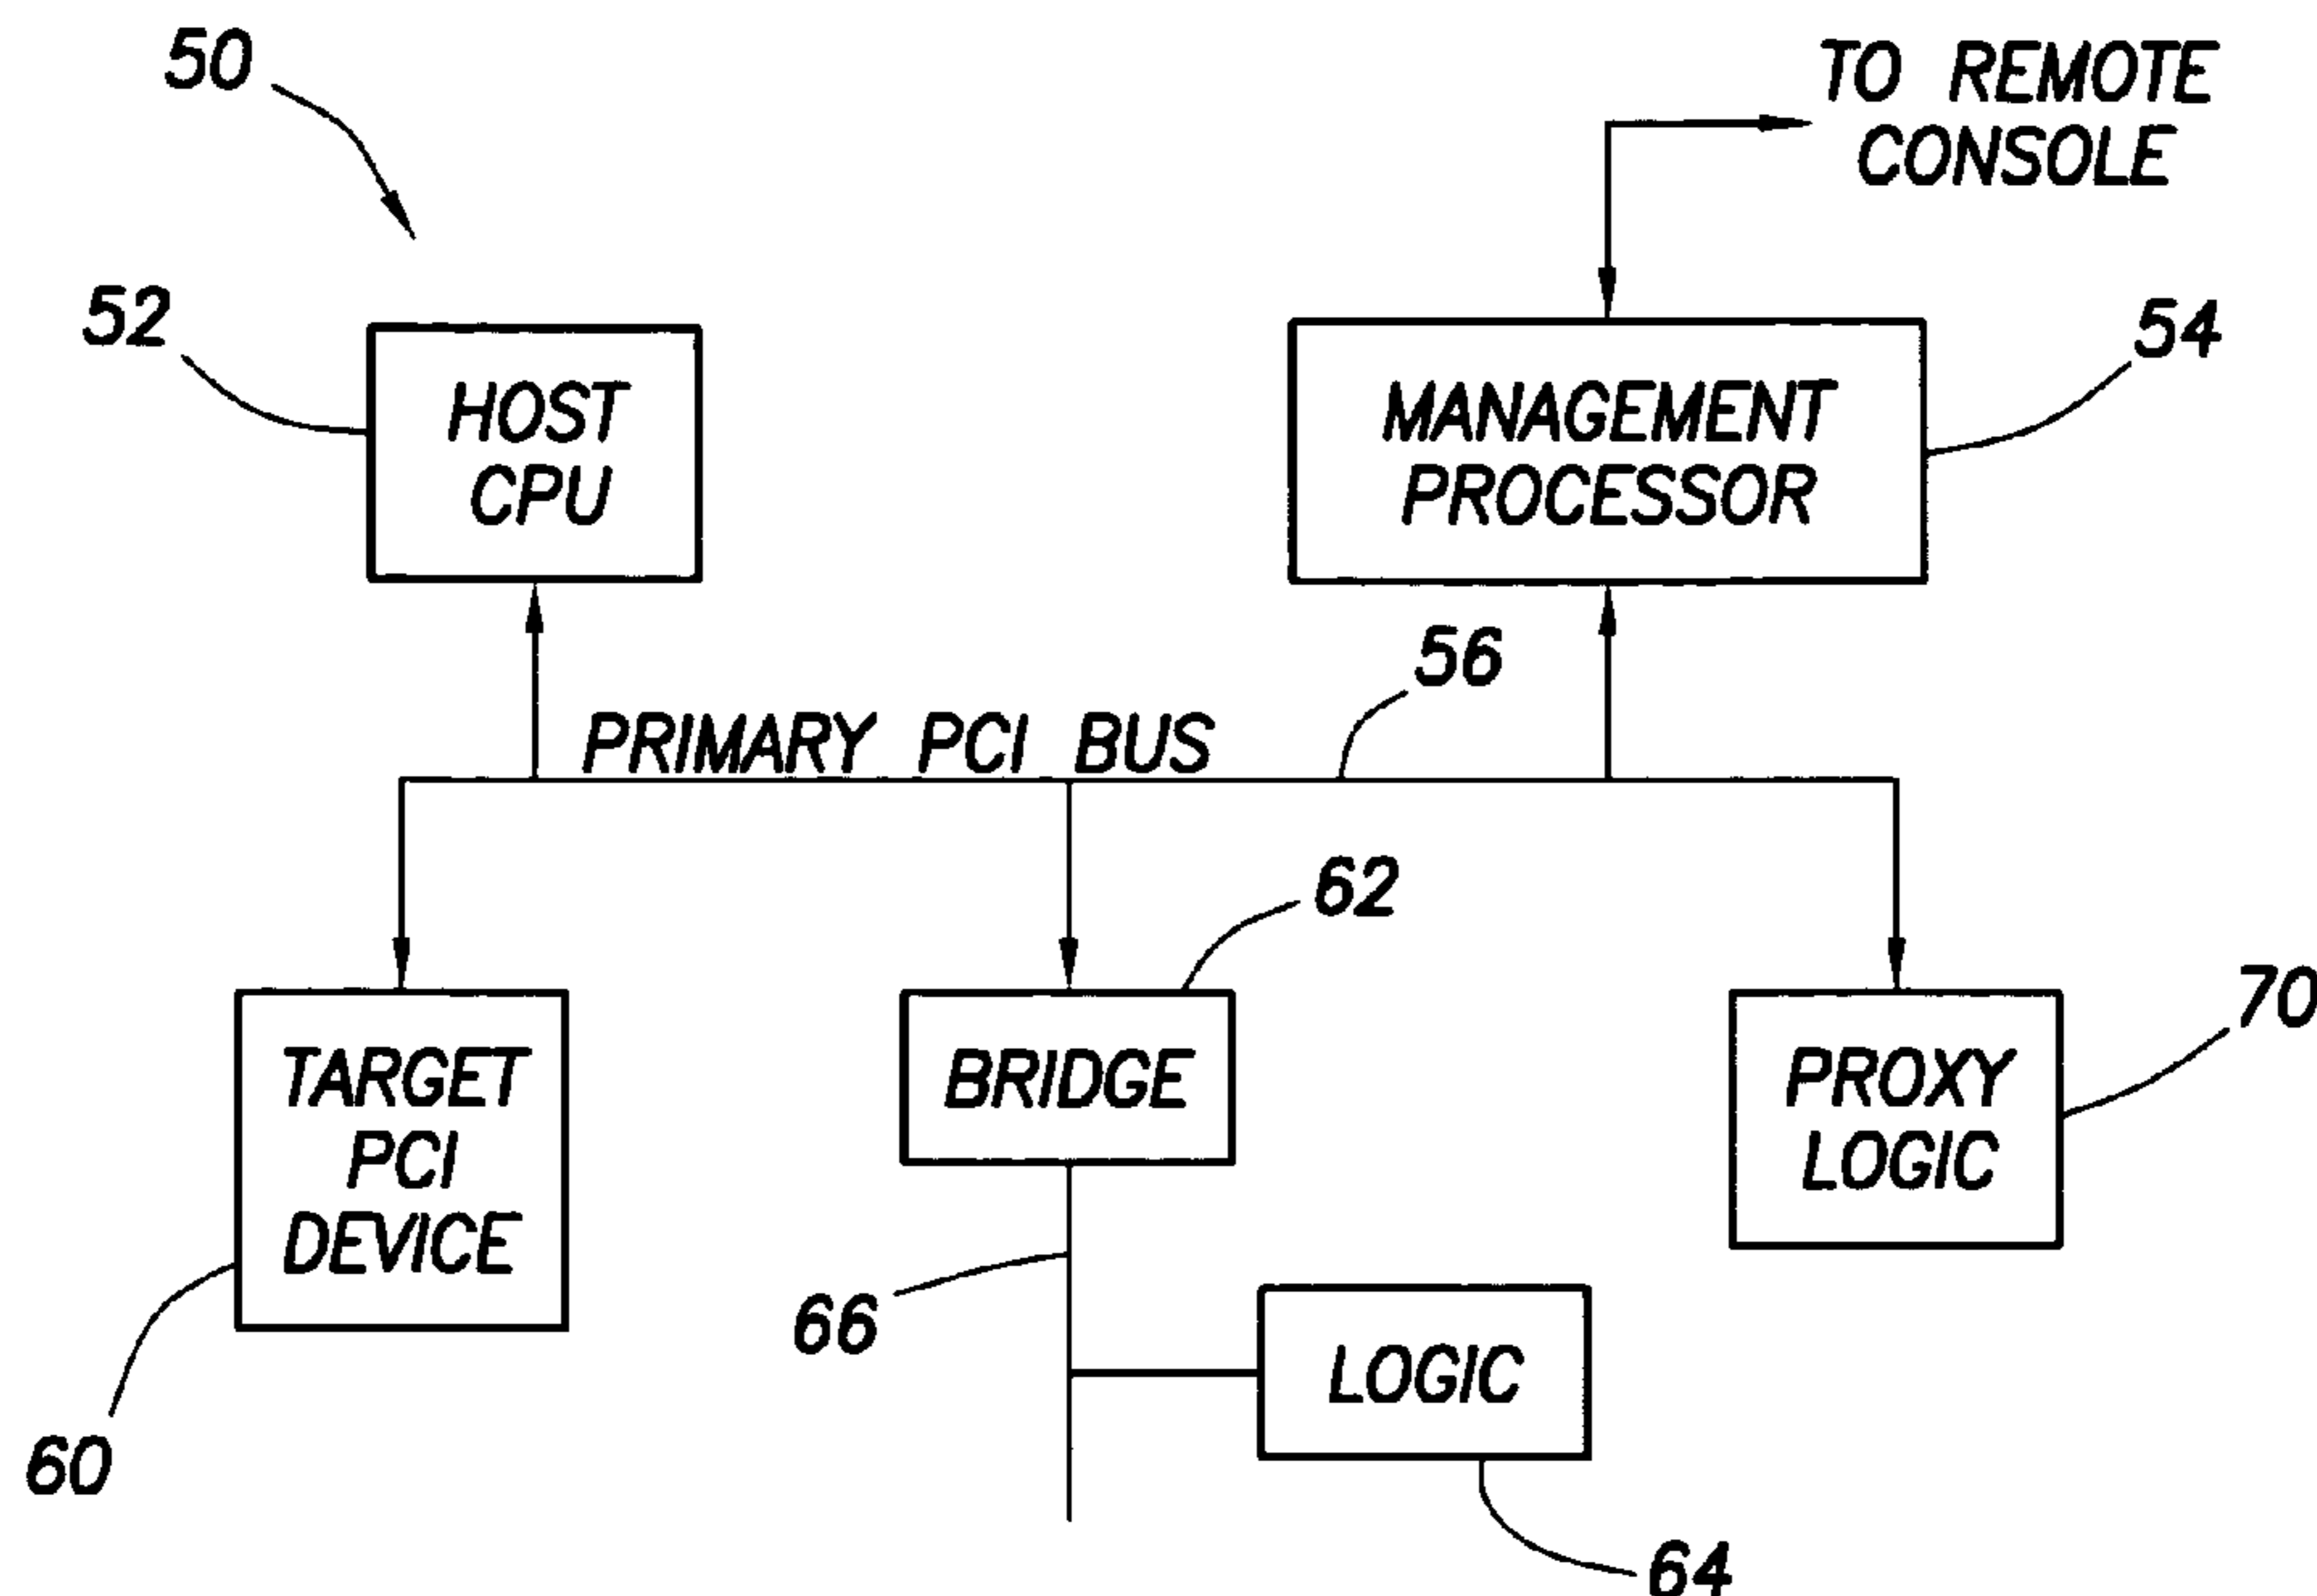 50
TO REMOTE
CONSOLE
52
54
HOST
CPU
MANAGEMENT
PROCESSOR
56
PRIMARY PCI BUS
62
70
TARGET
PCI
DEVICE
BRIDGE
PROXY
LOGIC
66
LOGIC
60
64